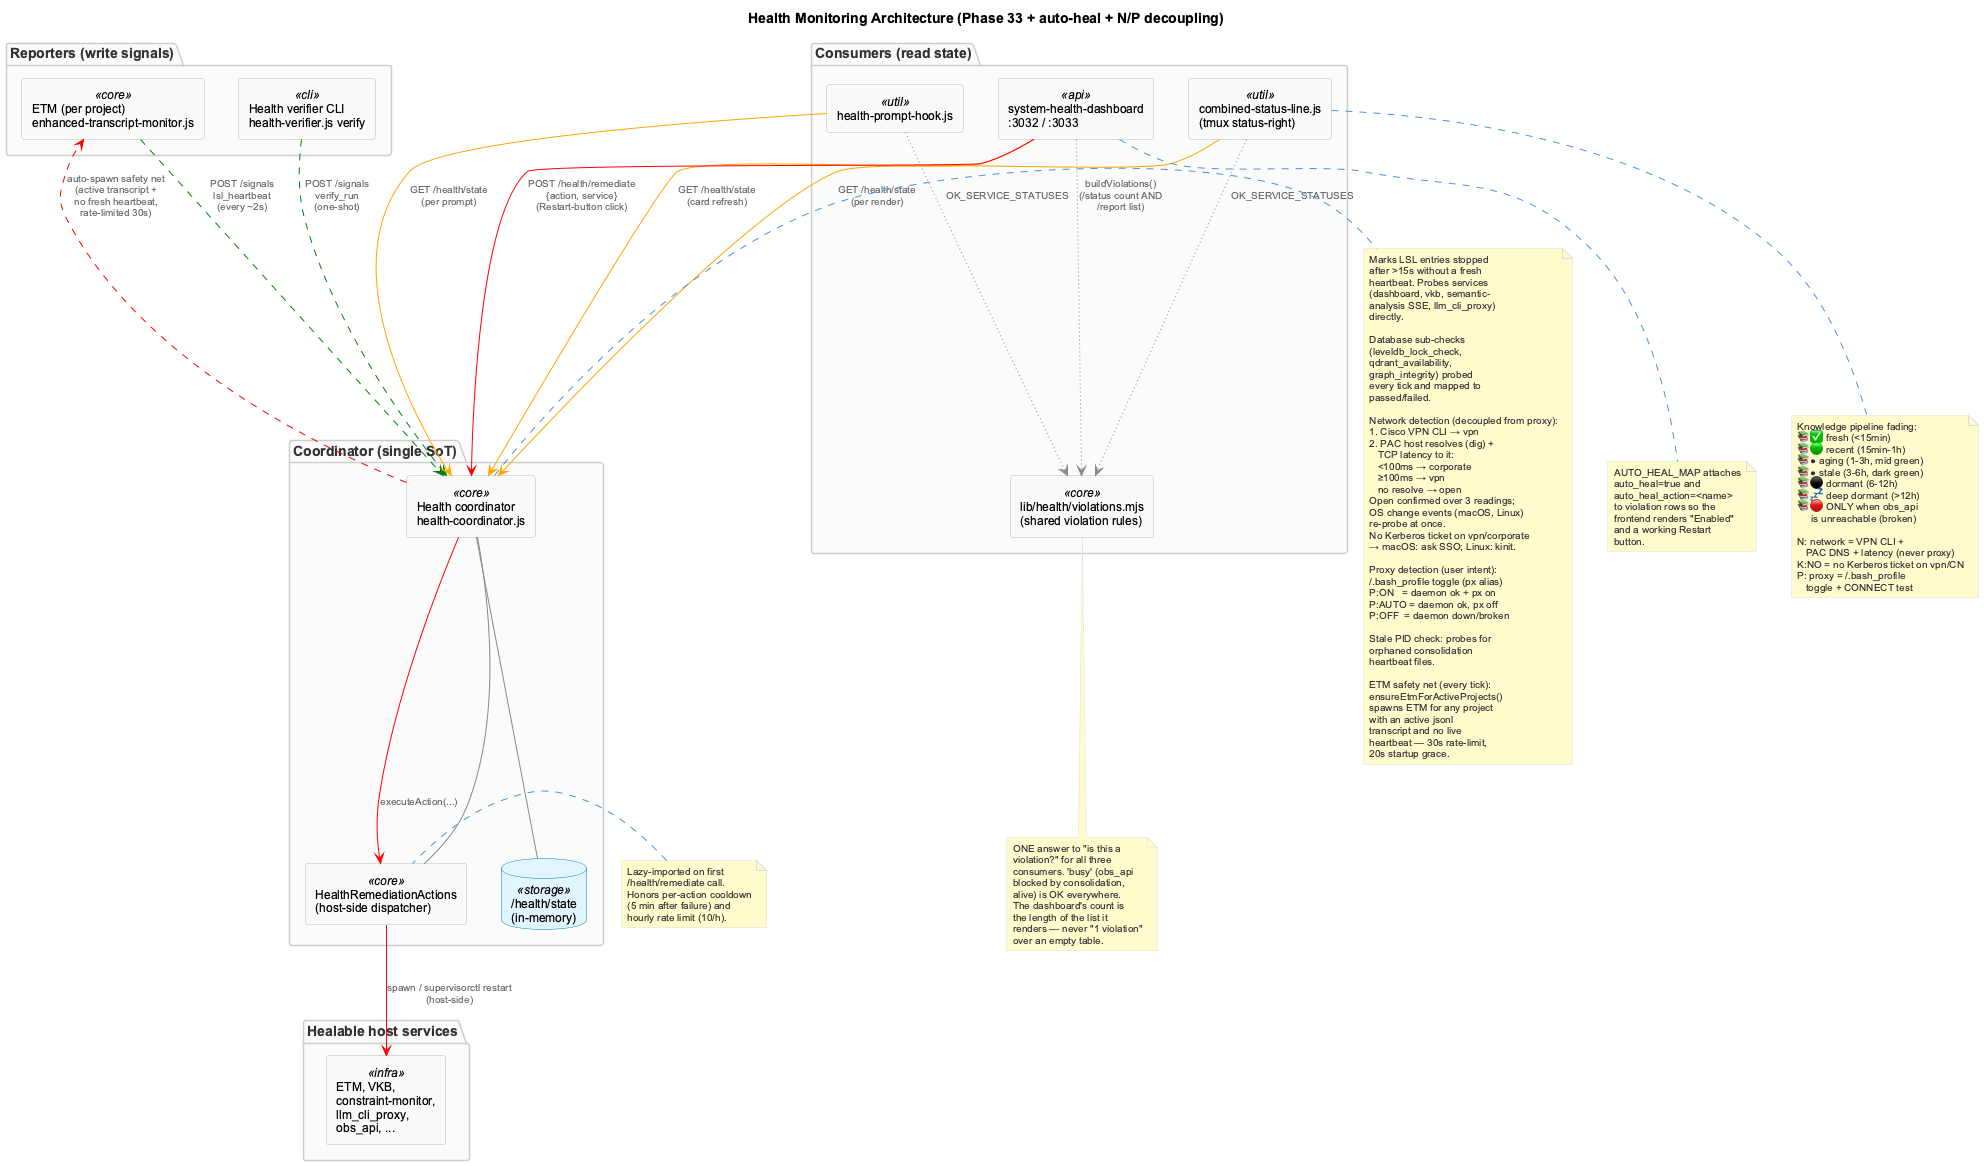 Health Monitoring Architecture (Phase 33 + auto-heal + N/P decoupling)
Reporters (write signals)
«core»
ETM (per project)
enhanced-transcript-monitor.js
«cli»
Health verifier CLI
health-verifier.js verify
Consumers (read state)
«util»
health-prompt-hook.js
«api»
system-health-dashboard
:3032 / :3033
«util»
combined-status-line.js
(tmux status-right)
auto-spawn safety net
(active transcript +
no fresh heartbeat,
rate-limited 30s)
POST /signals
lsl_heartbeat
(every ~2s)
POST /signals
verify_run
(one-shot)
GET /health/state
(per prompt)
POST /health/remediate
{action, service}
(Restart-button click)
GET /health/state
(card refresh)
GET /health/state
(per render)
OK_SERVICE_STATUSES
buildViolations()
(/status count AND
/report list)
OK_SERVICE_STATUSES
Marks LSL entries stopped
after >15s without a fresh
heartbeat. Probes services
(dashboard, vkb, semantic-
analysis SSE, llm_cli_proxy)
directly.
Database sub-checks
(leveldb_lock_check,
qdrant_availability,
graph_integrity) probed
every tick and mapped to
passed/failed.
Network detection (decoupled from proxy):
1. Cisco VPN CLI → vpn
2. PAC host resolves (dig) +
TCP latency to it:
<100ms → corporate
≥100ms → vpn
no resolve → open
Open confirmed over 3 readings;
OS change events (macOS, Linux)
re-probe at once.
No Kerberos ticket on vpn/corporate
→ macOS: ask SSO; Linux: kinit.
Proxy detection (user intent):
/.bash_profile toggle (px alias)
P:ON = daemon ok + px on
P:AUTO = daemon ok, px off
P:OFF = daemon down/broken
Stale PID check: probes for
orphaned consolidation
heartbeat files.
ETM safety net (every tick):
ensureEtmForActiveProjects()
spawns ETM for any project
with an active jsonl
transcript and no live
heartbeat — 30s rate-limit,
20s startup grace.
AUTO_HEAL_MAP attaches
auto_heal=true and
auto_heal_action=<name>
to violation rows so the
frontend renders "Enabled"
and a working Restart
button.
Knowledge pipeline fading:
📚✅ fresh (<15min)
📚🟢 recent (15min-1h)
📚● aging (1-3h, mid green)
📚● stale (3-6h, dark green)
📚⚫ dormant (6-12h)
📚💤 deep dormant (>12h)
📚🔴 ONLY when obs_api
is unreachable (broken)
N: network = VPN CLI +
PAC DNS + latency (never proxy)
K:NO = no Kerberos ticket on vpn/CN
P: proxy = /.bash_profile
toggle + CONNECT test
Coordinator (single SoT)
«core»
Health coordinator
health-coordinator.js
«core»
lib/health/violations.mjs
(shared violation rules)
executeAction(...)
«core»
HealthRemediationActions
(host-side dispatcher)
«storage»
/health/state
(in-memory)
Lazy-imported on first
/health/remediate call.
Honors per-action cooldown
(5 min after failure) and
hourly rate limit (10/h).
ONE answer to "is this a
violation?" for all three
consumers. 'busy' (obs_api
blocked by consolidation,
alive) is OK everywhere.
The dashboard's count is
the length of the list it
renders — never "1 violation"
over an empty table.
spawn / supervisorctl restart
(host-side)
Healable host services
«infra»
ETM, VKB,
constraint-monitor,
llm_cli_proxy,
obs_api, ...